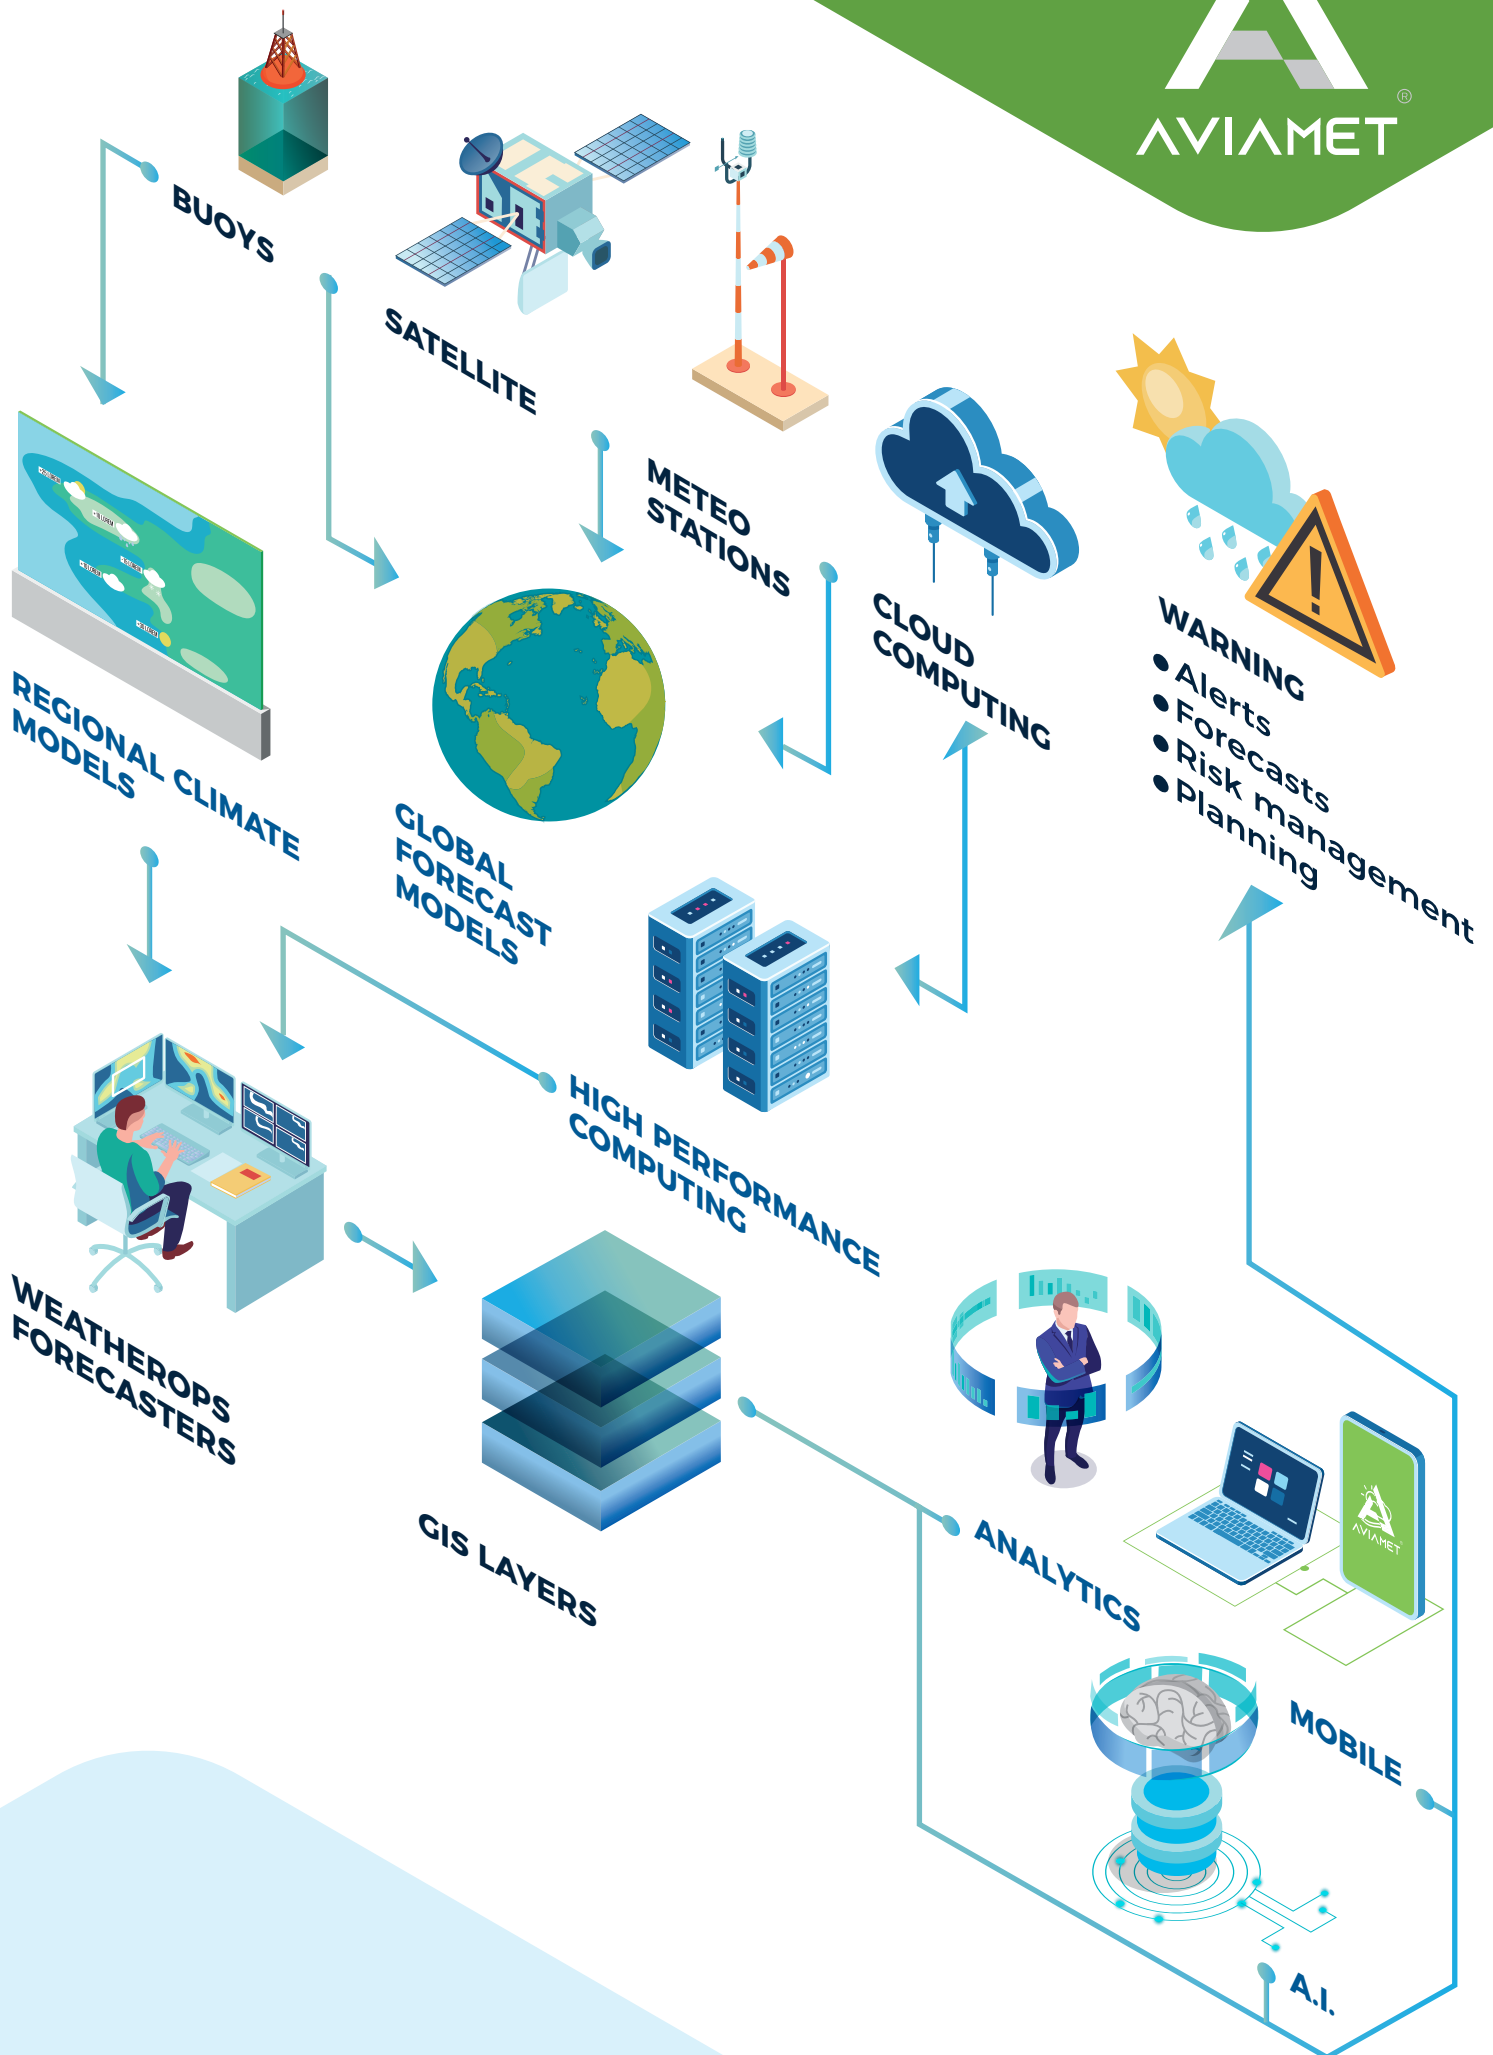 AVIAMET
®
BUOYS
SATELLITE
METEO
STATIONS
CLOUD
COMPUTING
WARNING
• Alerts
• Forecasts
• Risk management
• Planning
REGIONAL CLIMATE
MODELS
GLOBAL
FORECAST
MODELS
HIGH PERFORMANCE
COMPUTING
WEATHEROPS
FORECASTERS
GIS LAYERS
ANALYTICS
AVIAMET
MOBILE
A.I.